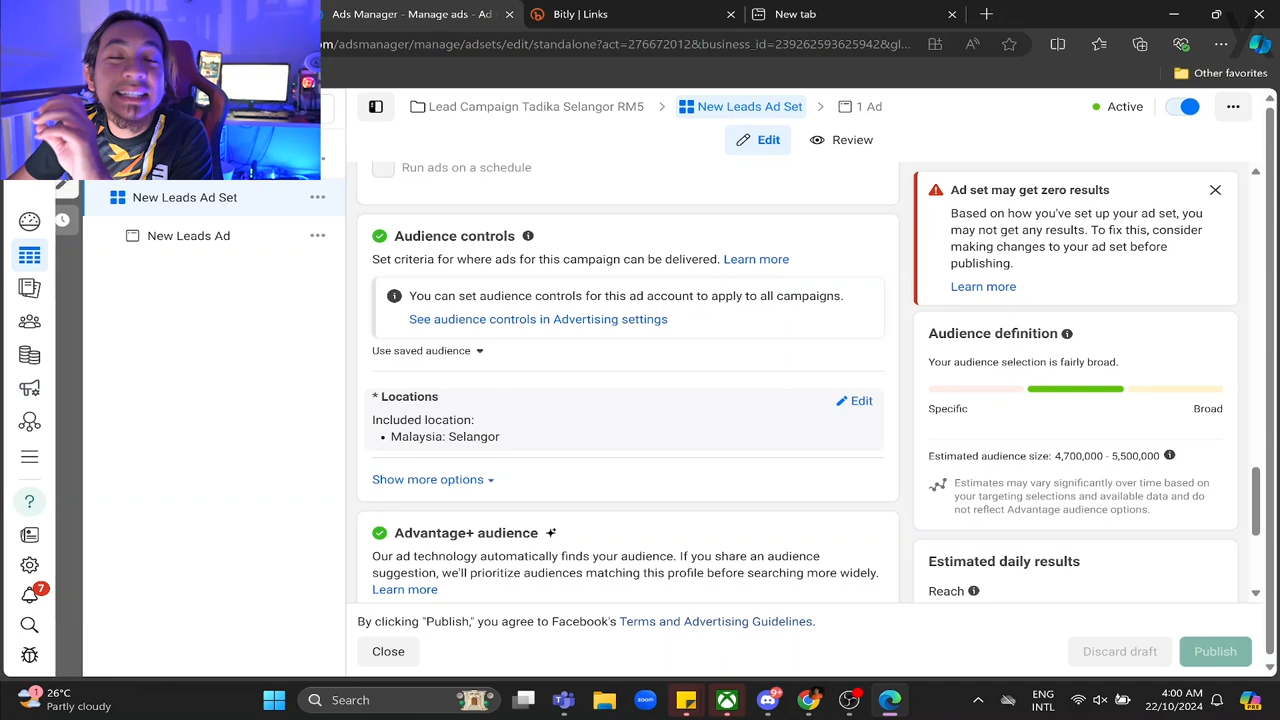 Ads Manager - Manage ads - Ad
Bitly | Links
New tab
om/adsmanager/manage/adsets/edit/standalone?act=276672012&business_id=239262593625942&gl...
Other favorites
Lead Campaign Tadika Selangor RM5
New Leads Ad Set
1 Ad
Active
Edit
Review
Run ads on a schedule
New Leads Ad Set
New Leads Ad
Audience controls
Set criteria for where ads for this campaign can be delivered. Learn more
You can set audience controls for this ad account to apply to all campaigns.
See audience controls in Advertising settings
Use saved audience
* Locations
Edit
Included location:
• Malaysia: Selangor
Show more options
Advantage+ audience
Our ad technology automatically finds your audience. If you share an audience
suggestion, we'll prioritize audiences matching this profile before searching more widely.
Learn more
Ad set may get zero results
Based on how you've set up your ad set, you
may not get any results. To fix this, consider
making changes to your ad set before
publishing.
Learn more
Audience definition
Your audience selection is fairly broad.
Specific
Broad
Estimated audience size: 4,700,000 - 5,500,000
Estimates may vary significantly over time based on
your targeting selections and available data and do
not reflect Advantage audience options.
Estimated daily results
Reach
By clicking "Publish," you agree to Facebook's Terms and Advertising Guidelines.
Close
Discard draft
Publish
7
1
26°C
Partly cloudy
Search
9+
ENG
INTL
4:00 AM
22/10/2024